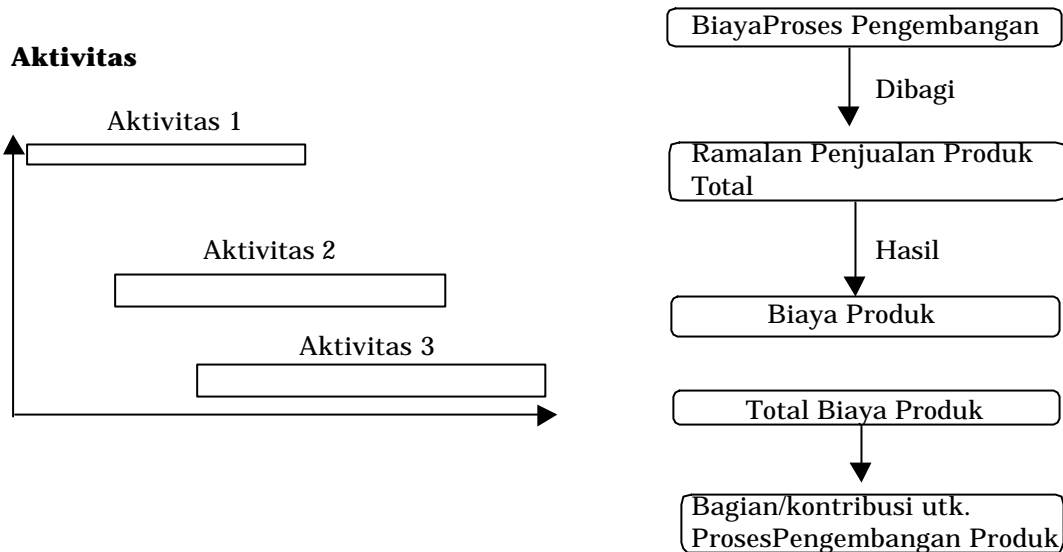 Aktivitas
Aktivitas 1
Aktivitas 2
Aktivitas 3
BiayaProses Pengembangan
Dibagi
Ramalan Penjualan Produk
Total
Hasil
Biaya Produk
Total Biaya Produk
Bagian/kontribusi utk.
ProsesPengembangan Produk